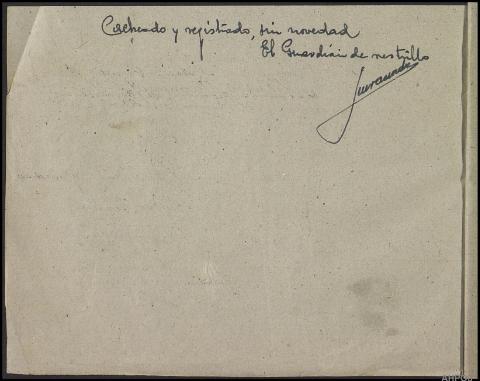 Cacheado y registrado, sin novedad
El Guardián de rastrillo